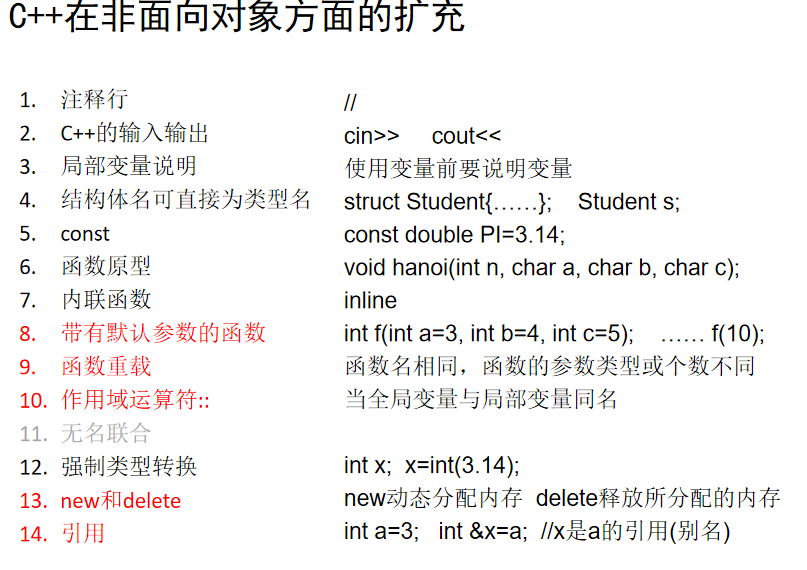 C++在非面向对象方面的扩充
1. 注释行 //
2. C++的输入输出 cin>> cout<<
3. 局部变量说明 使用变量前要说明变量
4. 结构体名可直接为类型名 struct Student{……}; Student s;
5. const const double PI=3.14;
6. 函数原型 void hanoi(int n, char a, char b, char c);
7. 内联函数 inline
8. 带有默认参数的函数 int f(int a=3, int b=4, int c=5); …… f(10);
9. 函数重载 函数名相同，函数的参数类型或个数不同
10. 作用域运算符:: 当全局变量与局部变量同名
11. 无名联合
12. 强制类型转换 int x; x=int(3.14);
13. new和delete new动态分配内存 delete释放所分配的内存
14. 引用 int a=3; int &x=a; //x是a的引用(别名)